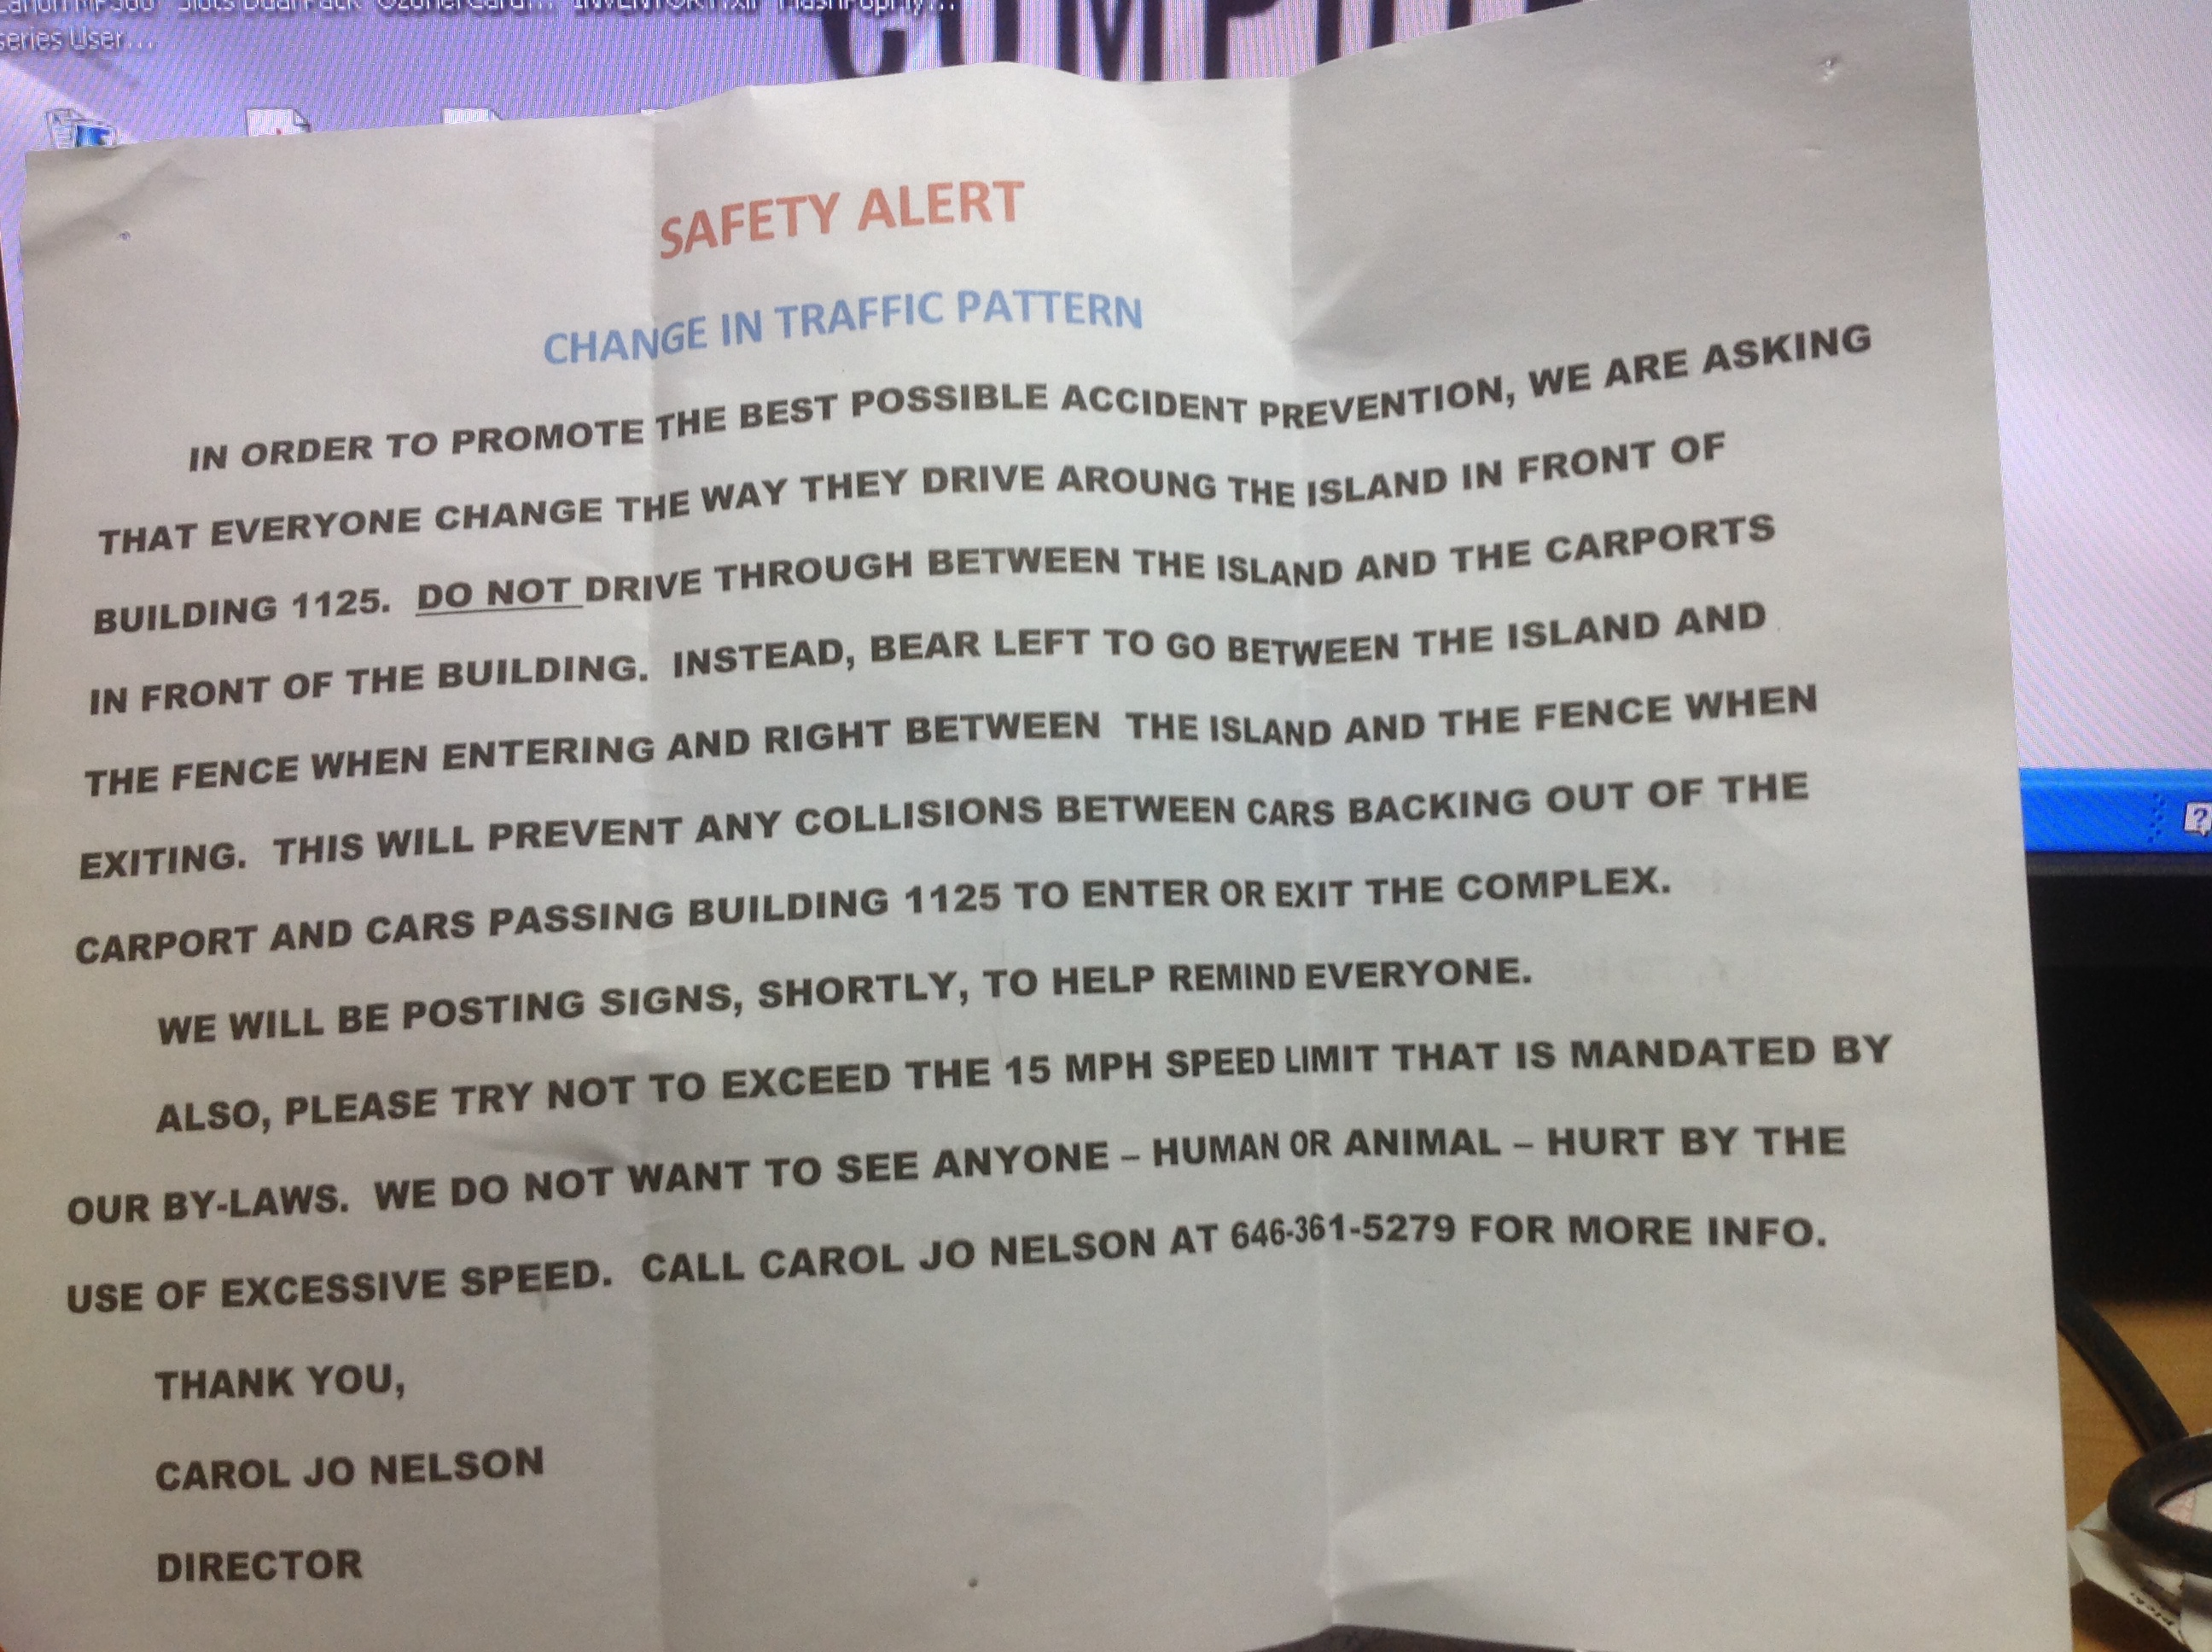 series User...
COMPU
SAFETY ALERT
CHANGE IN TRAFFIC PATTERN
IN ORDER TO PROMOTE THE BEST POSSIBLE ACCIDENT PREVENTION, WE ARE ASKING
THAT EVERYONE CHANGE THE WAY THEY DRIVE AROUNG THE ISLAND IN FRONT OF
BUILDING 1125. DO NOT DRIVE THROUGH BETWEEN THE ISLAND AND THE CARPORTS
IN FRONT OF THE BUILDING. INSTEAD, BEAR LEFT TO GO BETWEEN THE ISLAND AND
THE FENCE WHEN ENTERING AND RIGHT BETWEEN THE ISLAND AND THE FENCE WHEN
EXITING. THIS WILL PREVENT ANY COLLISIONS BETWEEN CARS BACKING OUT OF THE
CARPORT AND CARS PASSING BUILDING 1125 TO ENTER OR EXIT THE COMPLEX.
WE WILL BE POSTING SIGNS, SHORTLY, TO HELP REMIND EVERYONE.
ALSO, PLEASE TRY NOT TO EXCEED THE 15 MPH SPEED LIMIT THAT IS MANDATED BY
OUR BY-LAWS. WE DO NOT WANT TO SEE ANYONE – HUMAN OR ANIMAL – HURT BY THE
USE OF EXCESSIVE SPEED. CALL CAROL JO NELSON AT 646-361-5279 FOR MORE INFO.
THANK YOU,
CAROL JO NELSON
DIRECTOR